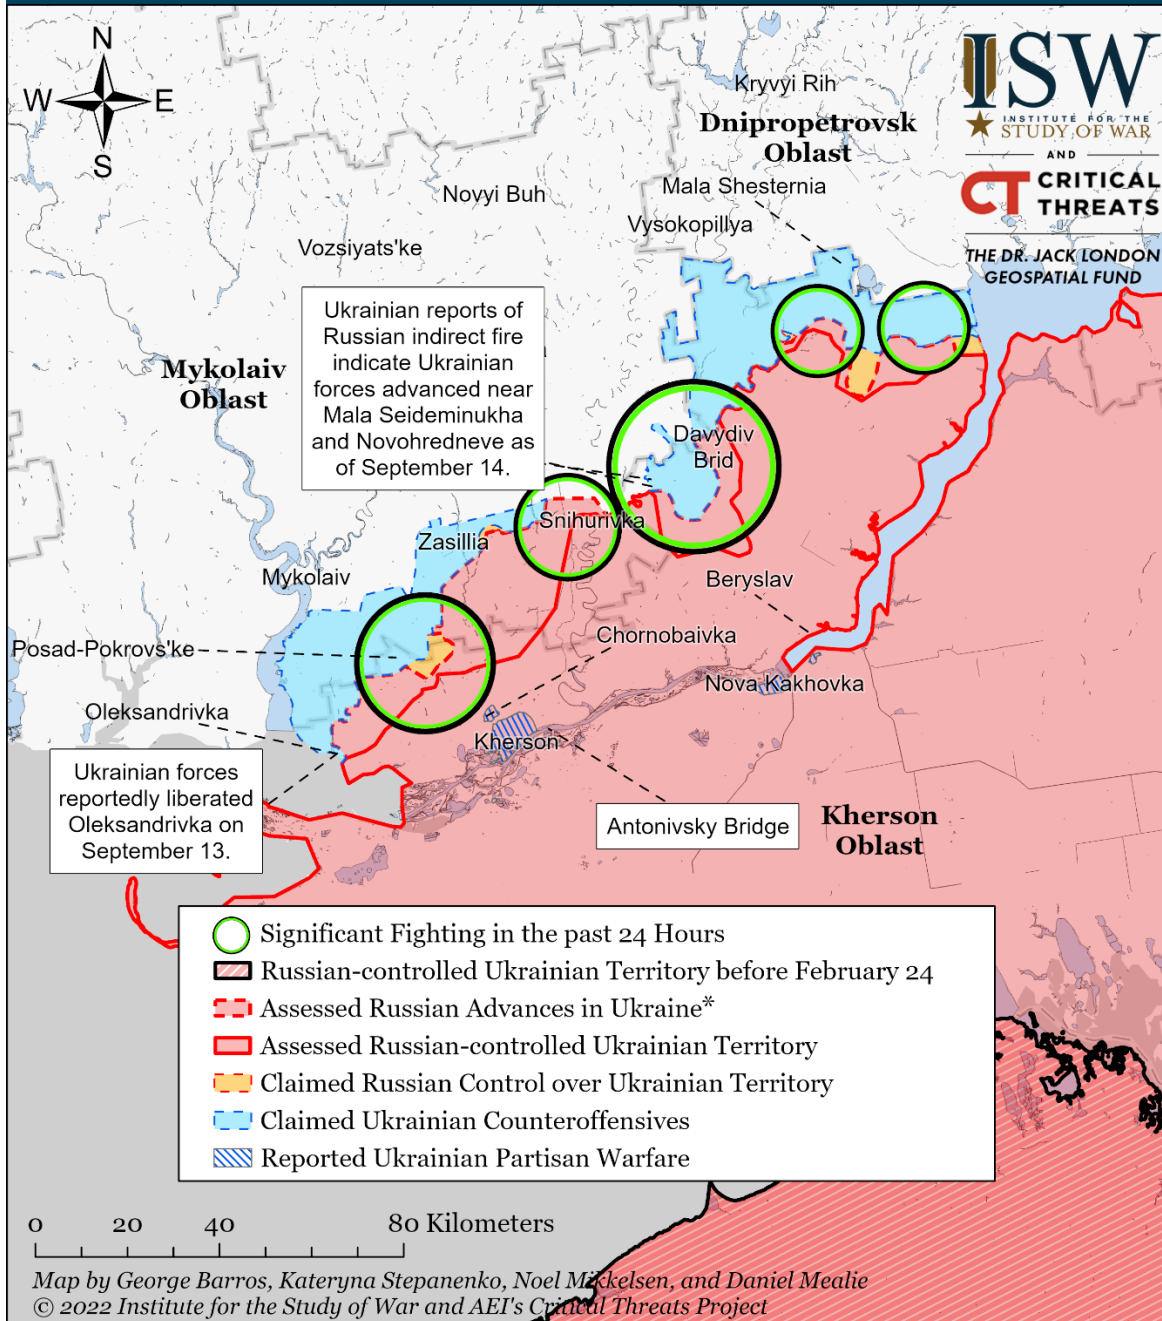 N
W
E
S
ISW
INSTITUTE FOR THE
STUDY OF WAR
AND
CT CRITICAL
THREATS
THE DR. JACK LONDON
GEOSPATIAL FUND
Kryvyi Rih
Dnipropetrovsk
Oblast
Mala Shesternia
Novyi Buh
Vysokopillya
Vozsiyats'ke
Ukrainian reports of
Russian indirect fire
indicate Ukrainian
forces advanced near
Mala Seideminukha
and Novohredneve as
of September 14.
Mykolaiv
Oblast
Davydiv
Brid
Snihurivka
Zasillia
Mykolaiv
Beryslav
Chornobaivka
Posad-Pokrovs'ke
Nova Kakhovka
Oleksandrivka
Kherson
Ukrainian forces
reportedly liberated
Oleksandrivka on
September 13.
Antonivsky Bridge
Kherson
Oblast
Significant Fighting in the past 24 Hours
Russian-controlled Ukrainian Territory before February 24
Assessed Russian Advances in Ukraine*
Assessed Russian-controlled Ukrainian Territory
Claimed Russian Control over Ukrainian Territory
Claimed Ukrainian Counteroffensives
Reported Ukrainian Partisan Warfare
0 20 40 80 Kilometers
Map by George Barros, Kateryna Stepanenko, Noel Mikkelsen, and Daniel Mealie
© 2022 Institute for the Study of War and AEI's Critical Threats Project